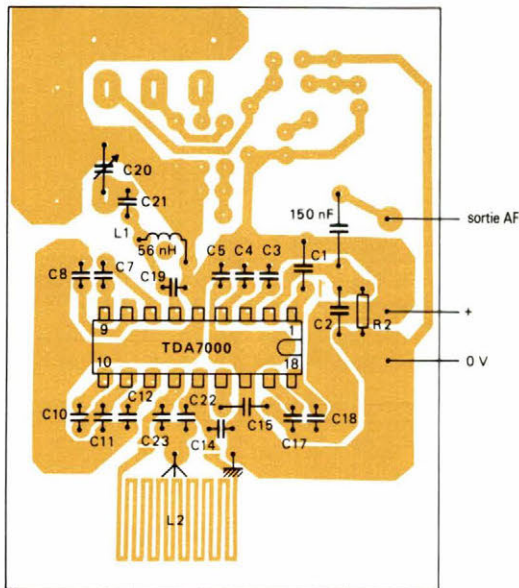 C20
C21
150 nF
sortie AF
L1
56 nH
C5
C4
C3
C1
C8
C7
C19
+
C2
R2
9
1
TDA7000
10
18
0 V
C12
C22
C10
C15
C18
C11
C23
C14
C17
L2